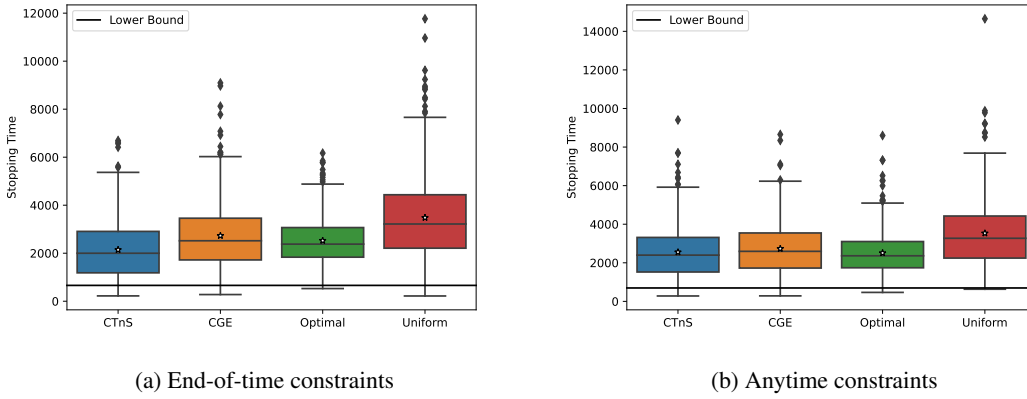 Lower Bound
12000
10000
8000
6000
4000
2000
0
Stopping Time
CTnS CGE Optimal Uniform
(a) End-of-time constraints
Lower Bound
14000
12000
10000
8000
6000
4000
2000
0
Stopping Time
CTnS CGE Optimal Uniform
(b) Anytime constraints